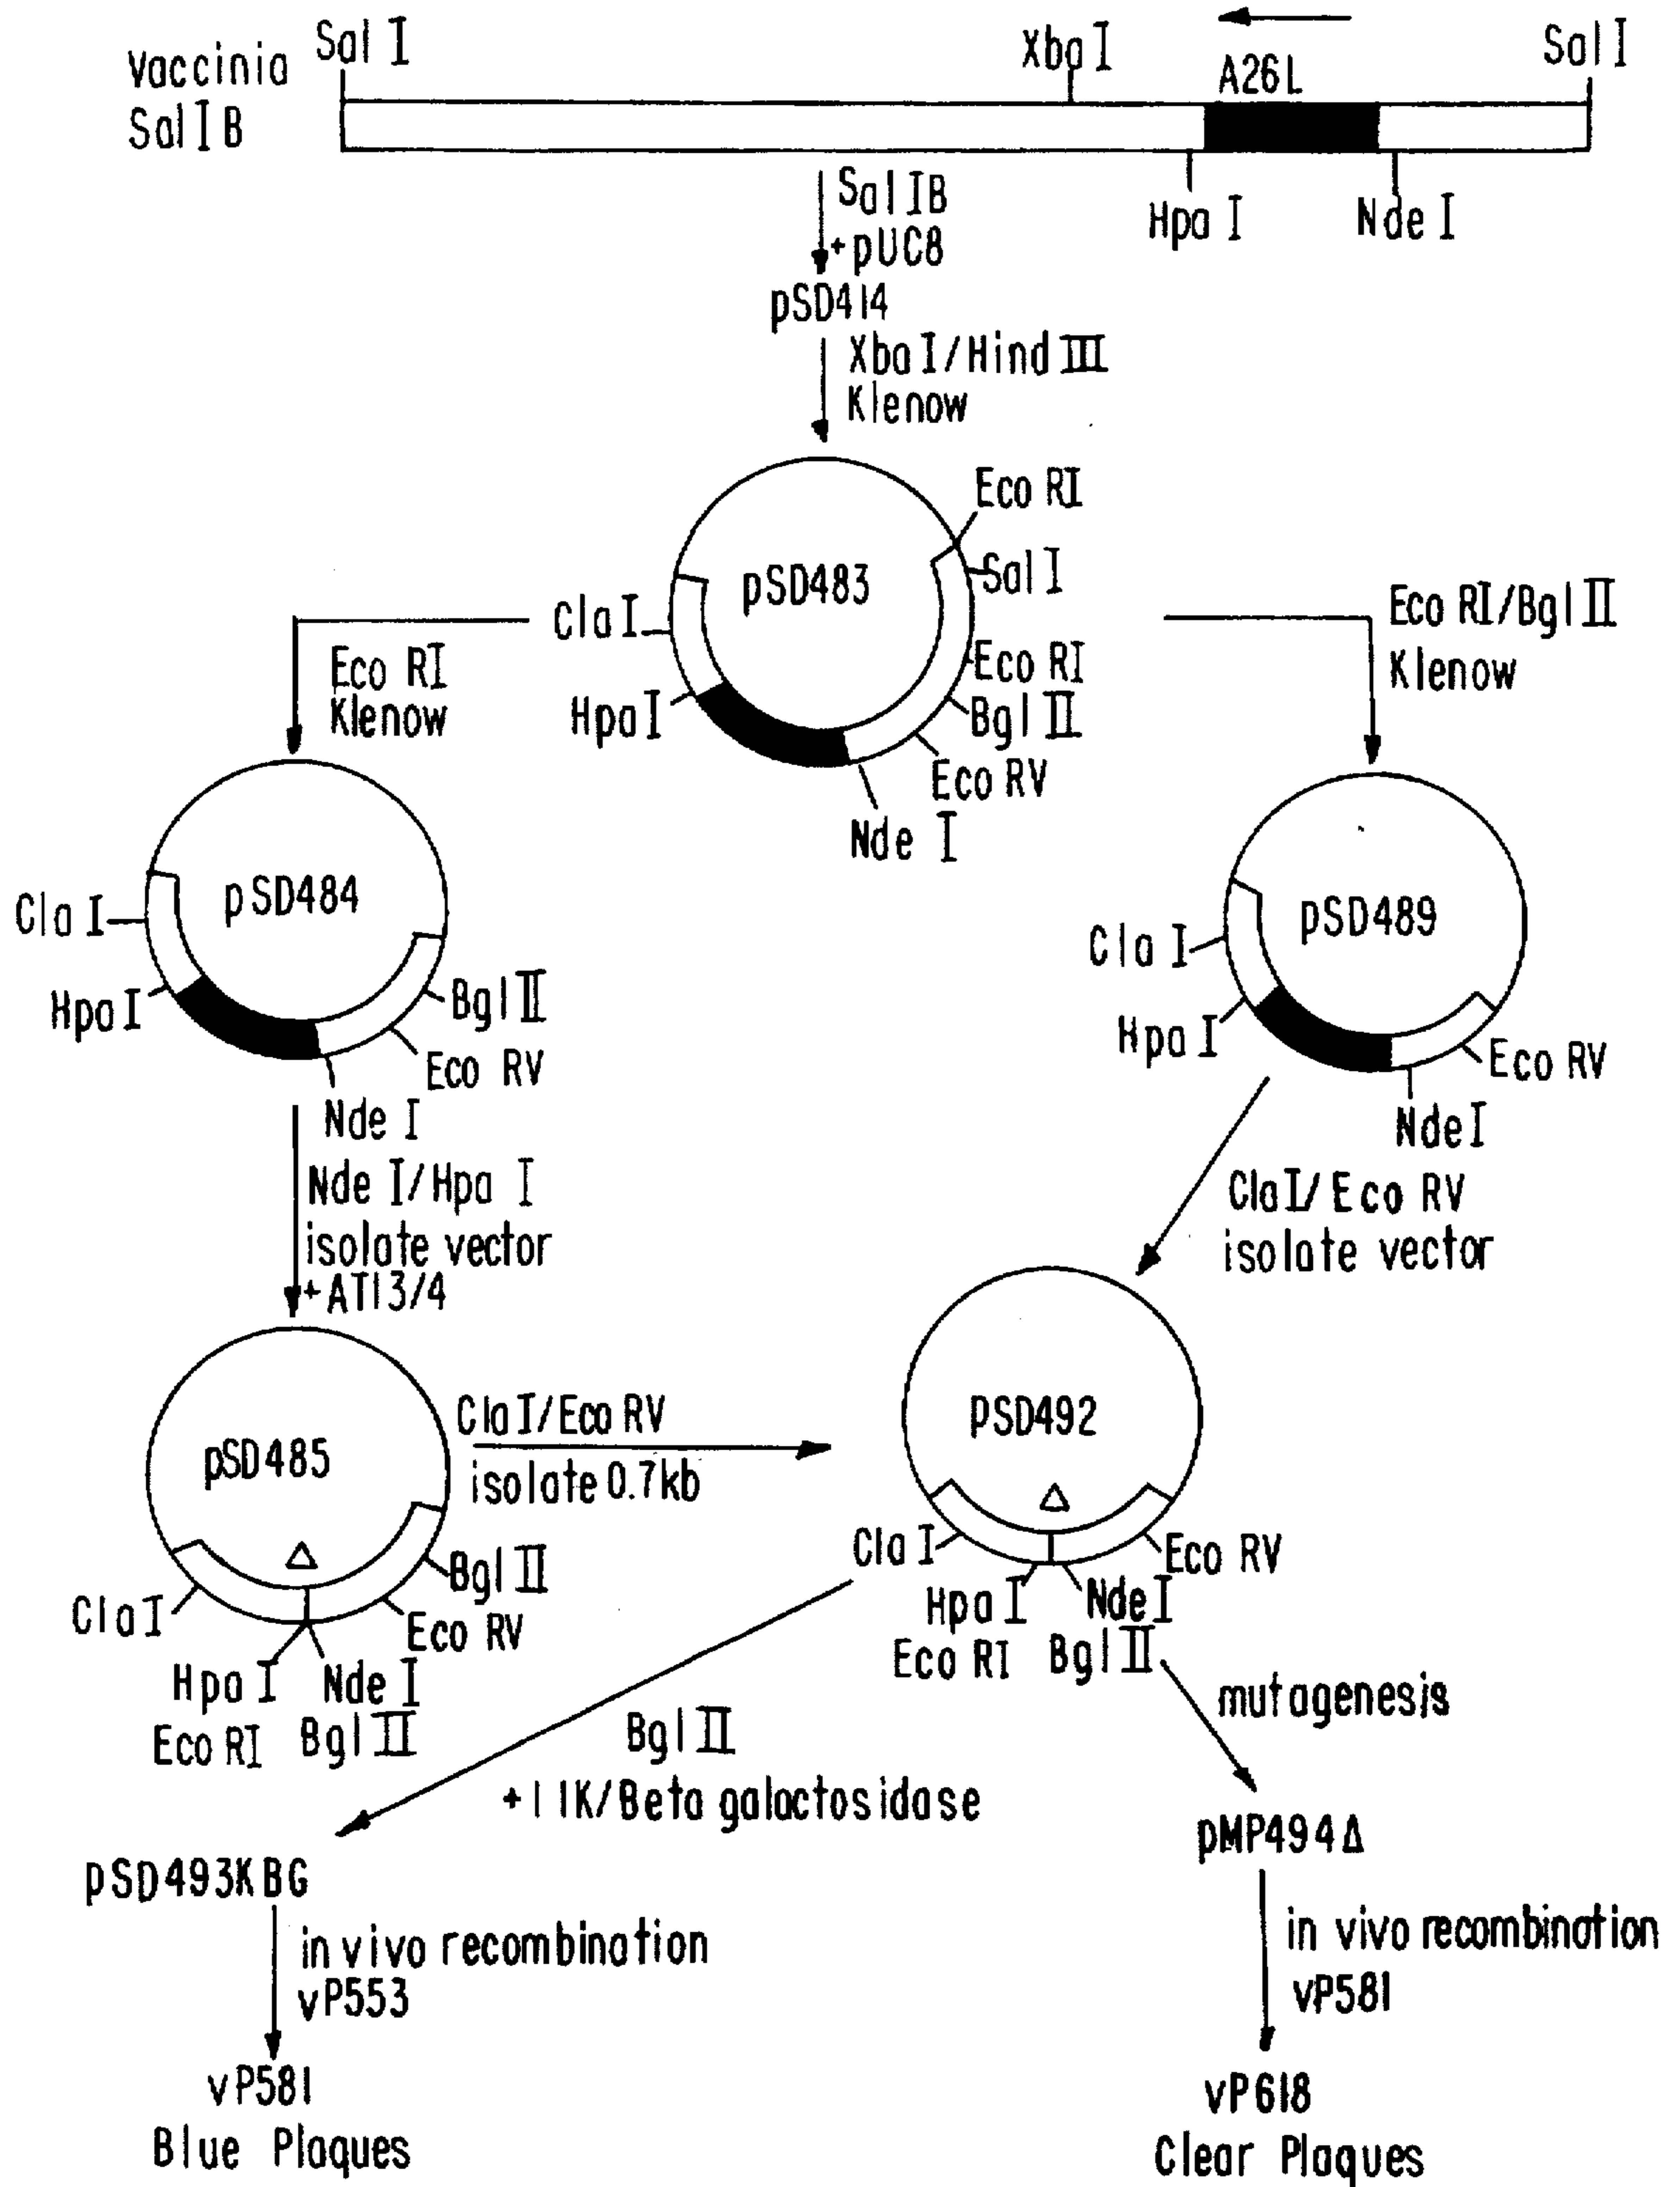 Vaccinia
Sal I B
Sal I
Xba I
A26L
Sal I
Hpa I
Nde I
Sal I B
+pUC8
pSD414
Xba I/Hind III
Klenow
pSD483
Eco RI
Sal I
Eco RI
Bgl II
Eco RV
Nde I
Hpa I
Cla I
Eco RI
Klenow
Eco RI/Bgl II
Klenow
pSD484
Cla I
Hpa I
Bgl II
Eco RV
Nde I
pSD489
Cla I
Hpa I
Eco RV
Nde I
Nde I/Hpa I
isolate vector
+ATI3/4
Cla I/Eco RV
isolate vector
pSD485
Cla I
Bgl II
Eco RV
Hpa I Nde I
Eco RI Bgl II
Δ
Cla I/Eco RV
isolate 0.7kb
PSD492
Δ
Cla I
Eco RV
Hpa I Nde I
Eco RI Bgl II
Bgl II
+11K/Beta galactosidase
mutagenesis
pSD493KBG
pMP494Δ
in vivo recombination
vP553
in vivo recombination
vP581
vP581
Blue Plaques
vP618
Clear Plaques